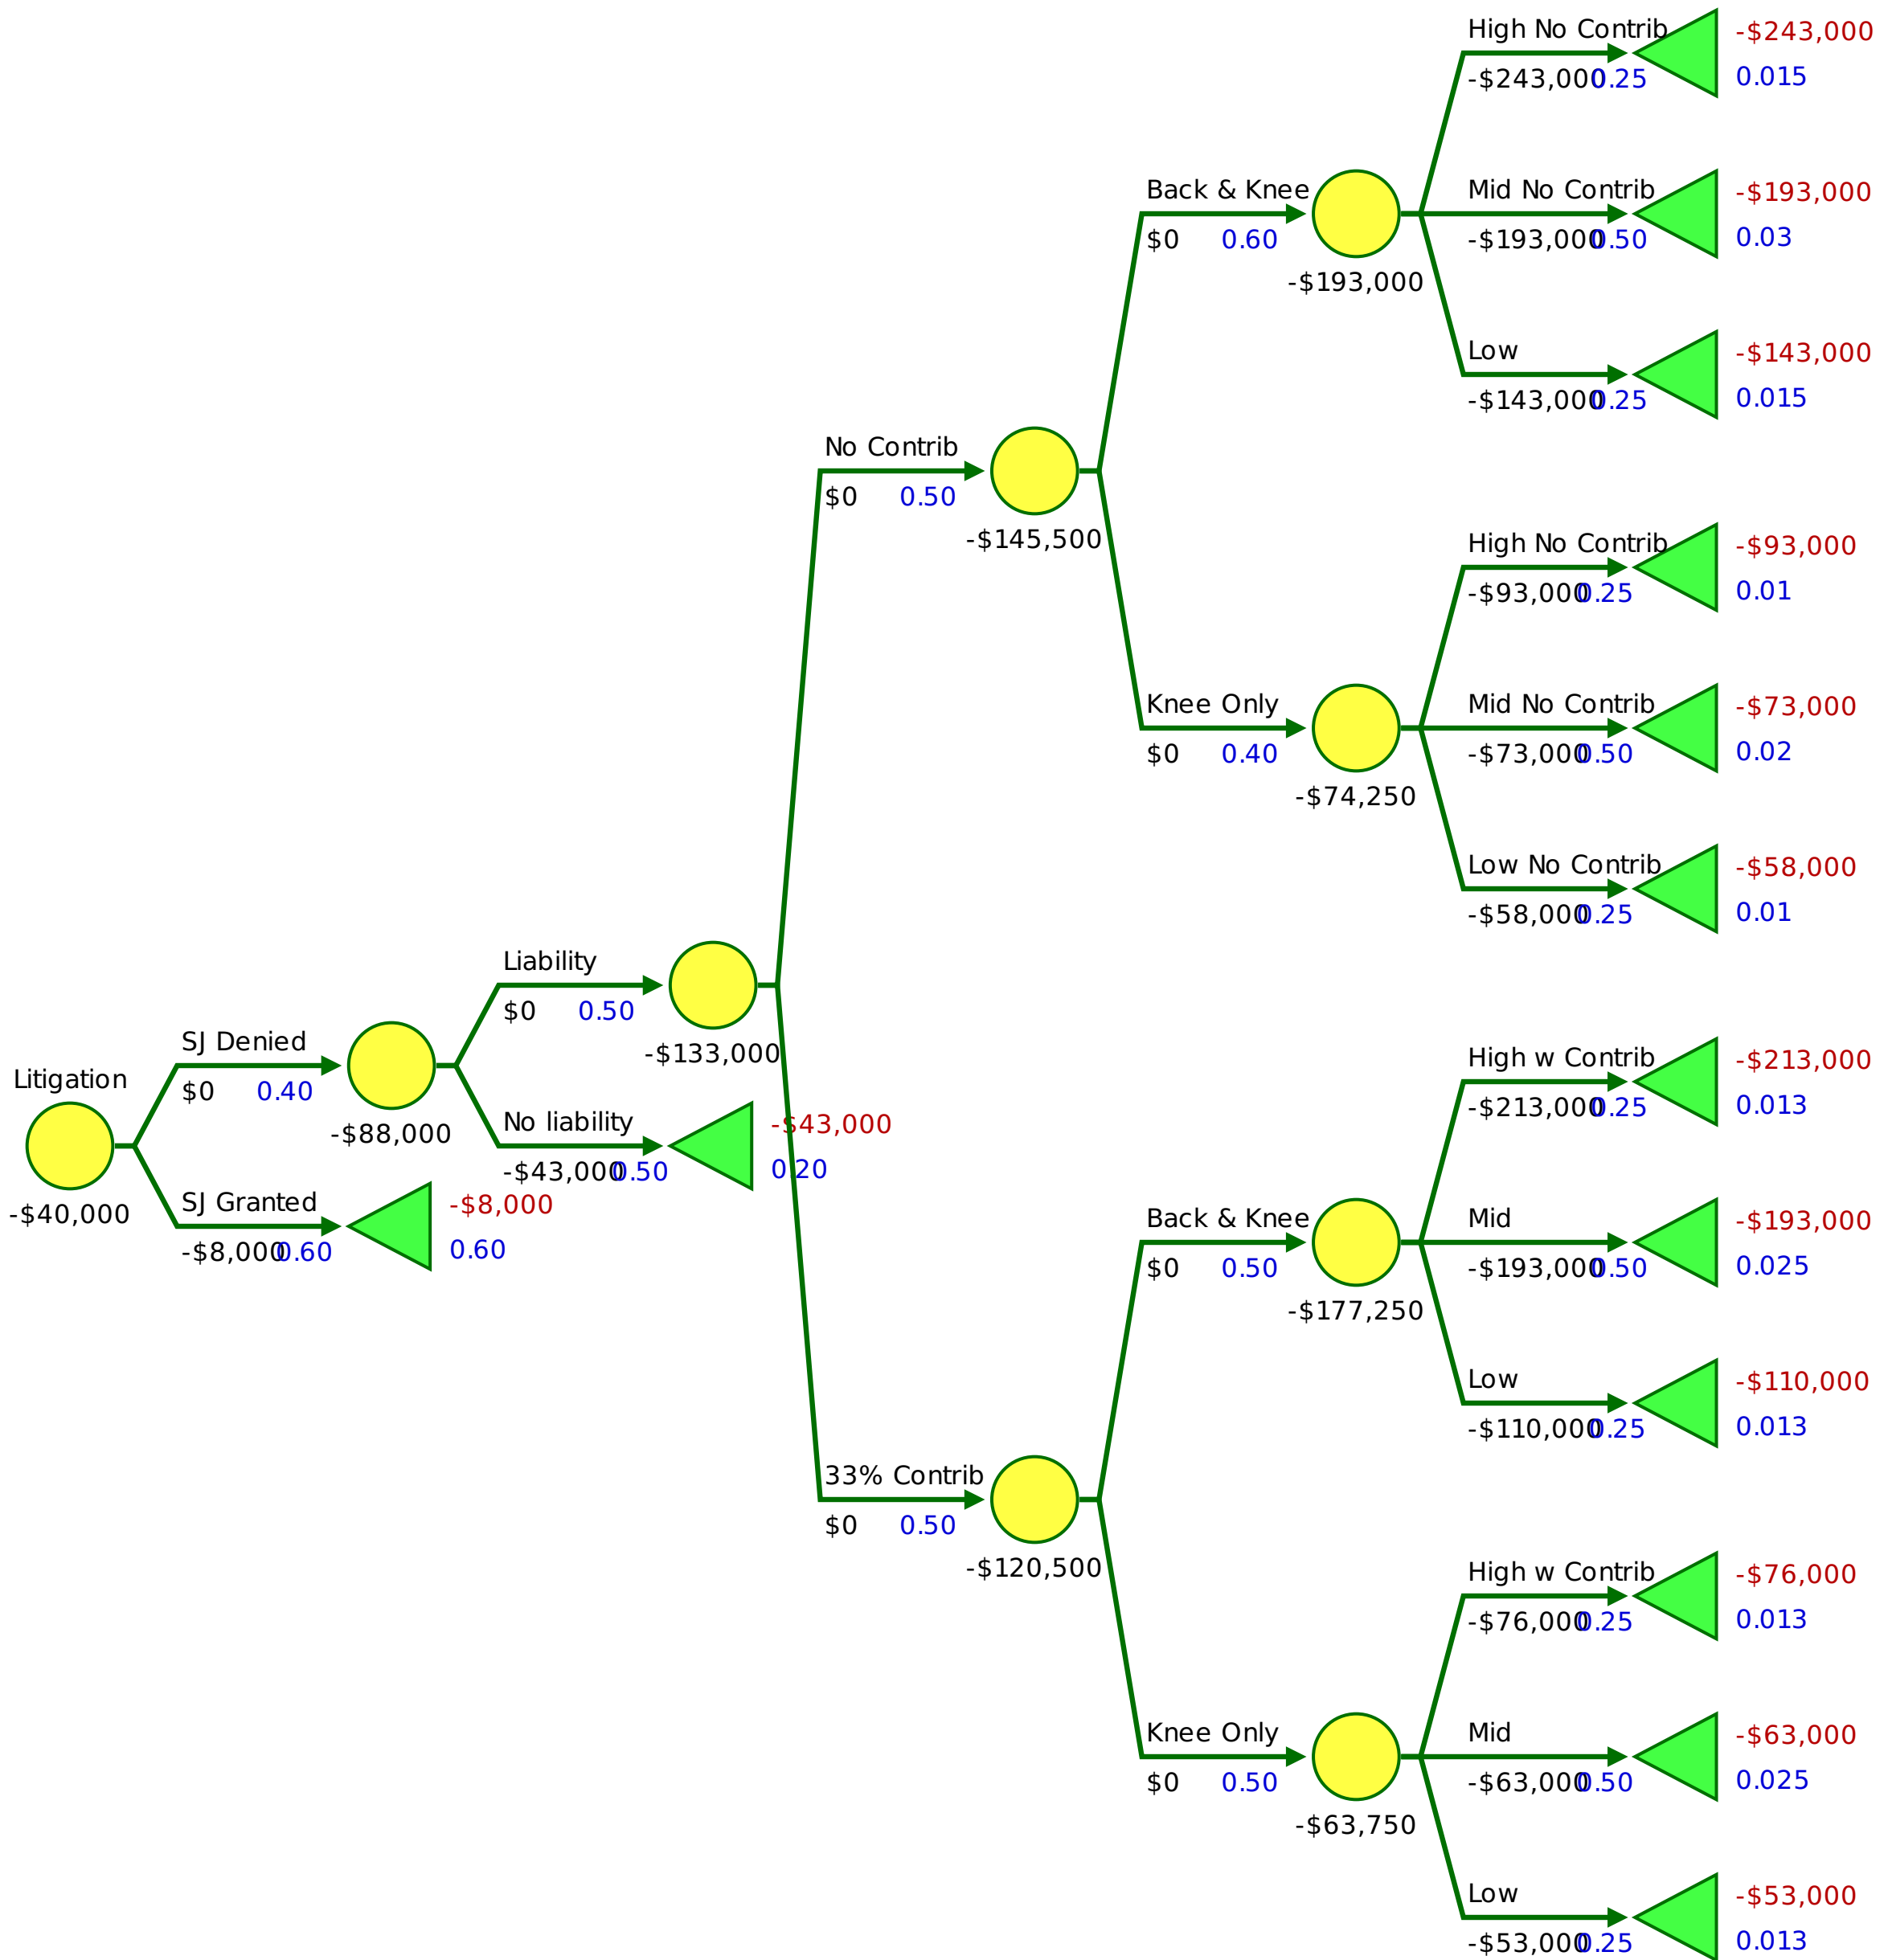 High No Contrib
-$243,000 0.25
-$243,000
0.015
Back & Knee
$0 0.60
-$193,000
Mid No Contrib
-$193,000 0.50
-$193,000
0.03
Low
-$143,000 0.25
-$143,000
0.015
No Contrib
$0 0.50
-$145,500
High No Contrib
-$93,000 0.25
-$93,000
0.01
Knee Only
$0 0.40
-$74,250
Mid No Contrib
-$73,000 0.50
-$73,000
0.02
Low No Contrib
-$58,000 0.25
-$58,000
0.01
Liability
$0 0.50
-$133,000
SJ Denied
$0 0.40
-$88,000
Litigation
-$40,000
No liability
-$43,000 0.50
-$43,000
0.20
SJ Granted
-$8,000 0.60
-$8,000
0.60
High w Contrib
-$213,000 0.25
-$213,000
0.013
Back & Knee
$0 0.50
-$177,250
Mid
-$193,000 0.50
-$193,000
0.025
Low
-$110,000 0.25
-$110,000
0.013
33% Contrib
$0 0.50
-$120,500
High w Contrib
-$76,000 0.25
-$76,000
0.013
Knee Only
$0 0.50
-$63,750
Mid
-$63,000 0.50
-$63,000
0.025
Low
-$53,000 0.25
-$53,000
0.013